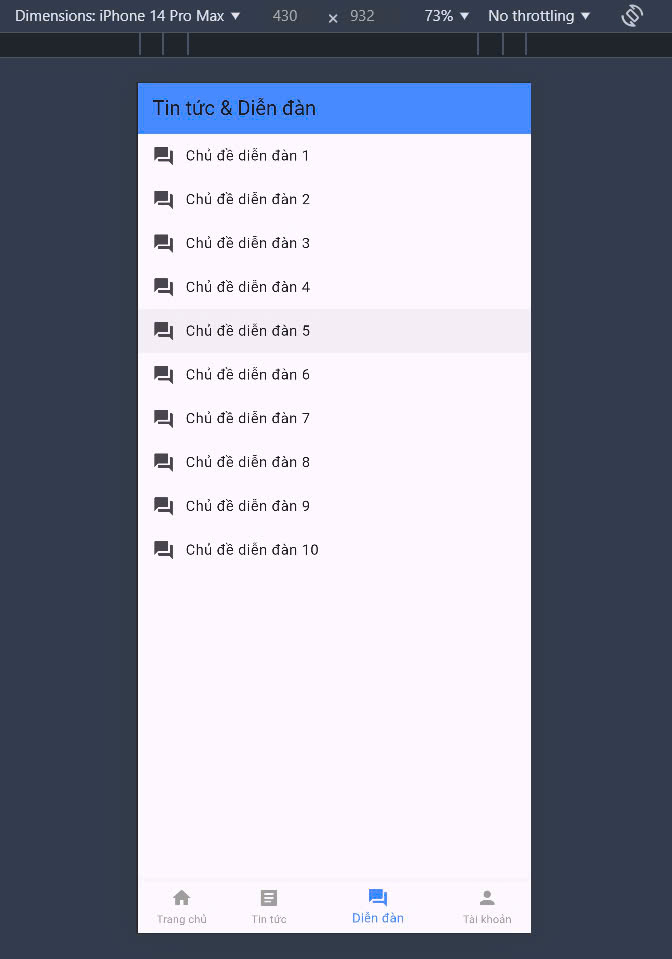 Dimensions: iPhone 14 Pro Max ▼ 430 × 932 73% ▼ No throttling ▼
Tin tức & Diễn đàn
Chủ đề diễn đàn 1
Chủ đề diễn đàn 2
Chủ đề diễn đàn 3
Chủ đề diễn đàn 4
Chủ đề diễn đàn 5
Chủ đề diễn đàn 6
Chủ đề diễn đàn 7
Chủ đề diễn đàn 8
Chủ đề diễn đàn 9
Chủ đề diễn đàn 10
Trang chủ Tin tức Diễn đàn Tài khoản